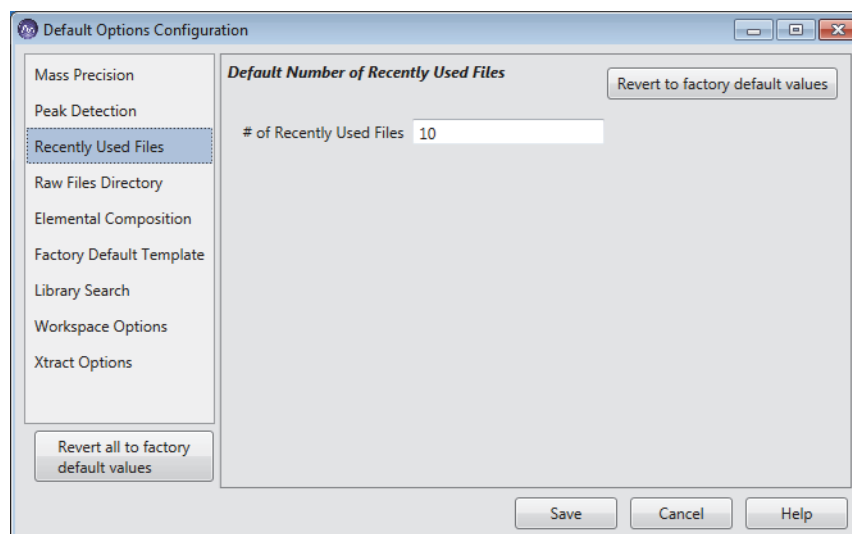 Default Options Configuration
Mass Precision
Peak Detection
Recently Used Files
Raw Files Directory
Elemental Composition
Factory Default Template
Library Search
Workspace Options
Xtract Options
Revert all to factory
default values
Default Number of Recently Used Files
Revert to factory default values
# of Recently Used Files 10
Save
Cancel
Help